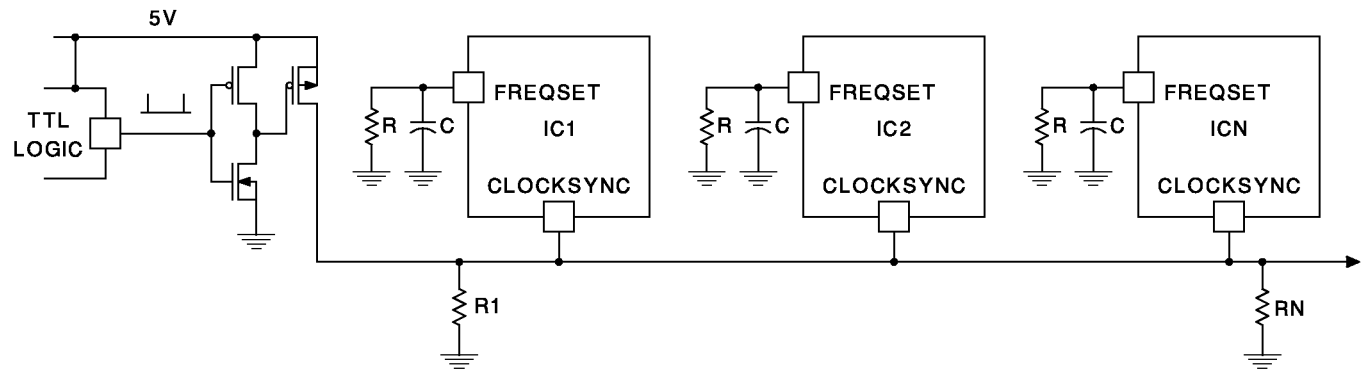 5V
TTL
LOGIC
R
C
FREQSET
IC1
CLOCKSYNC
R
C
FREQSET
IC2
CLOCKSYNC
R
C
FREQSET
ICN
CLOCKSYNC
R1
RN